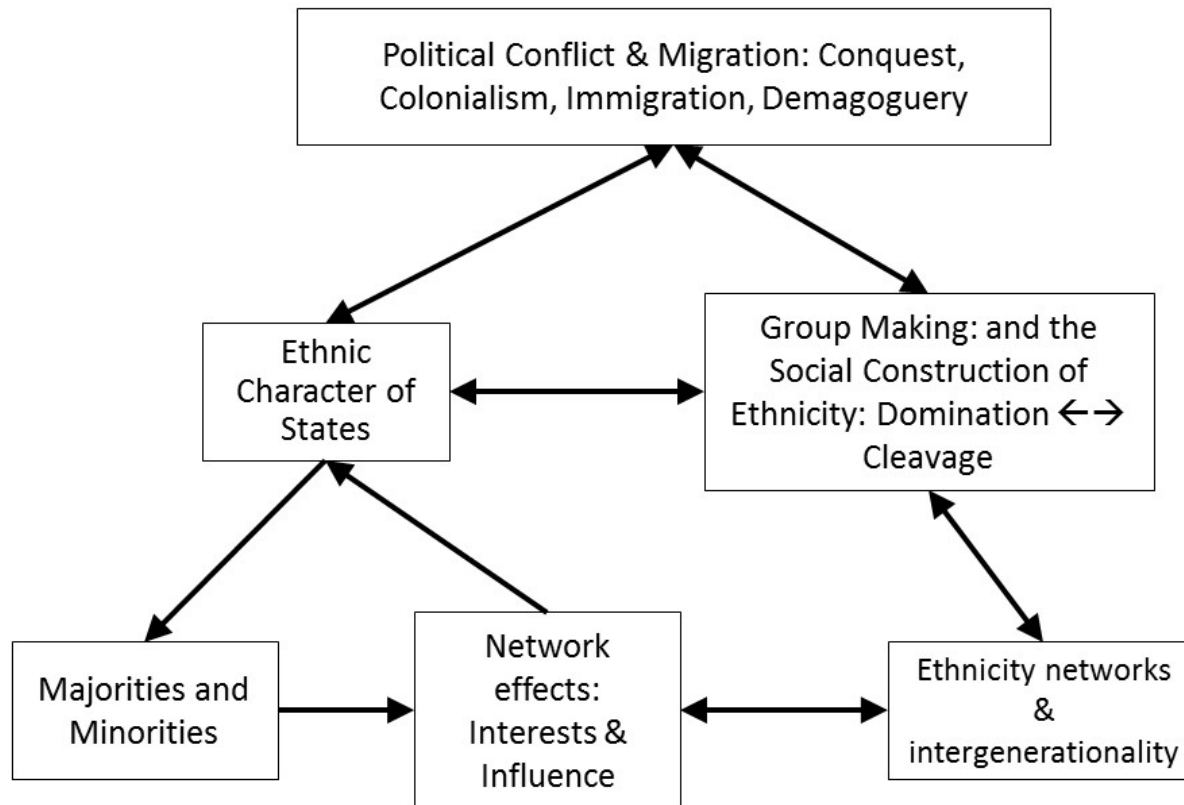 Political Conflict & Migration: Conquest,
Colonialism, Immigration, Demagoguery
Ethnic
Character of
States
Group Making: and the
Social Construction of
Ethnicity: Domination ←→
Cleavage
Majorities and
Minorities
Network
effects:
Interests &
Influence
Ethnicity networks
&
intergenerationality